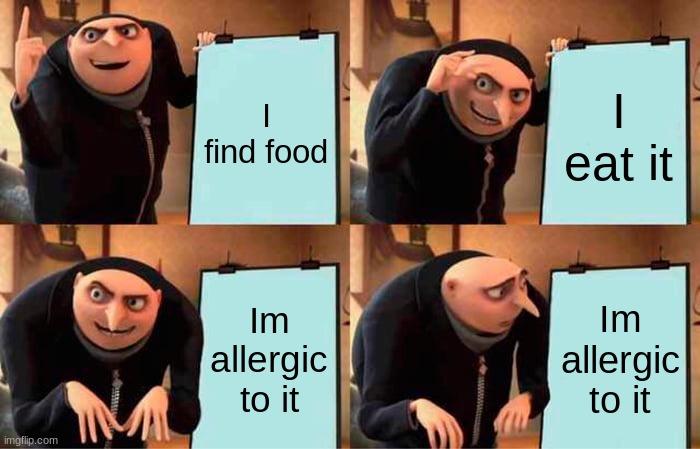 I
find food
I
eat it
Im
allergic
to it
Im
allergic
to it
imgflip.com